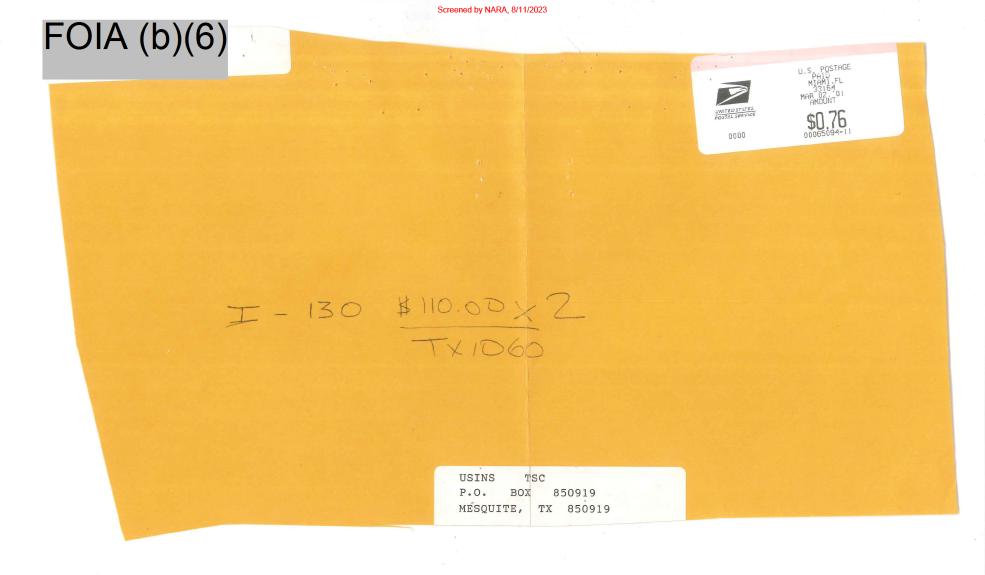 Screened by NARA, 8/11/2023
FOIA (b)(6)
U.S. POSTAGE
PAID
MIAMI,FL
33164
MAR 02,'01
AMOUNT
$0.76
00065094-11
UNITED STATES
POSTAL SERVICE
0000
I - 130 $110.00 x 2
TX1060
USINS TSC
P.O. BOX 850919
MESQUITE, TX 850919